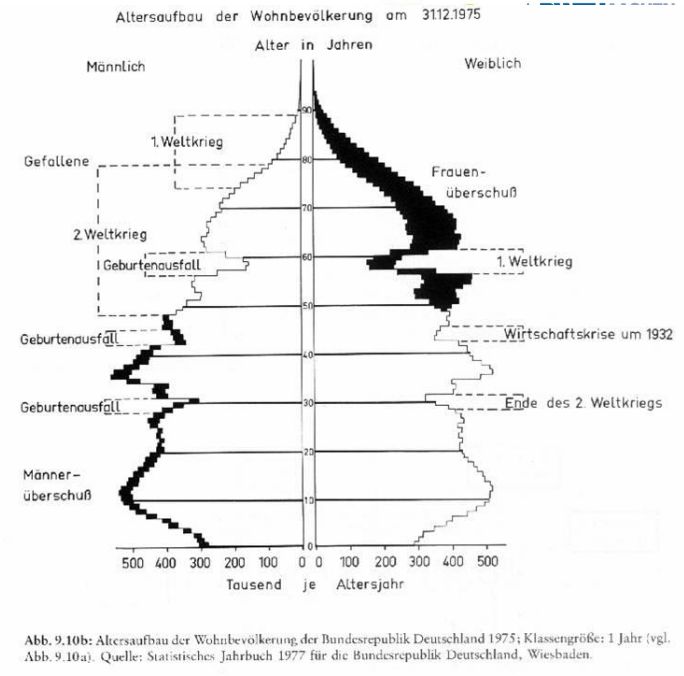 Altersaufbau der Wohnbevölkerung am 31.12.1975
Alter in Jahren
Männlich
Weiblich
90
1. Weltkrieg
Gefallene
80
Frauen-
überschuß
70
2. Weltkrieg
Geburtenausfall
60
1. Weltkrieg
50
Geburtenausfall
Wirtschaftskrise um 1932
40
Geburtenausfall
30
Ende des 2. Weltkriegs
20
Männer-
überschuß
10
0
500 400 300 200 100 0 0 100 200 300 400 500
Tausend je Altersjahr
Abb. 9.10b: Altersaufbau der Wohnbevölkerung der Bundesrepublik Deutschland 1975; Klassengröße: 1 Jahr (vgl.
Abb. 9.10a). Quelle: Statistisches Jahrbuch 1977 für die Bundesrepublik Deutschland, Wiesbaden.